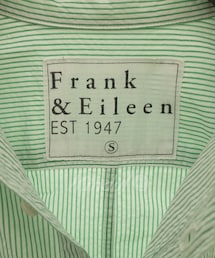 Frank
& Eileen
EST 1947
S